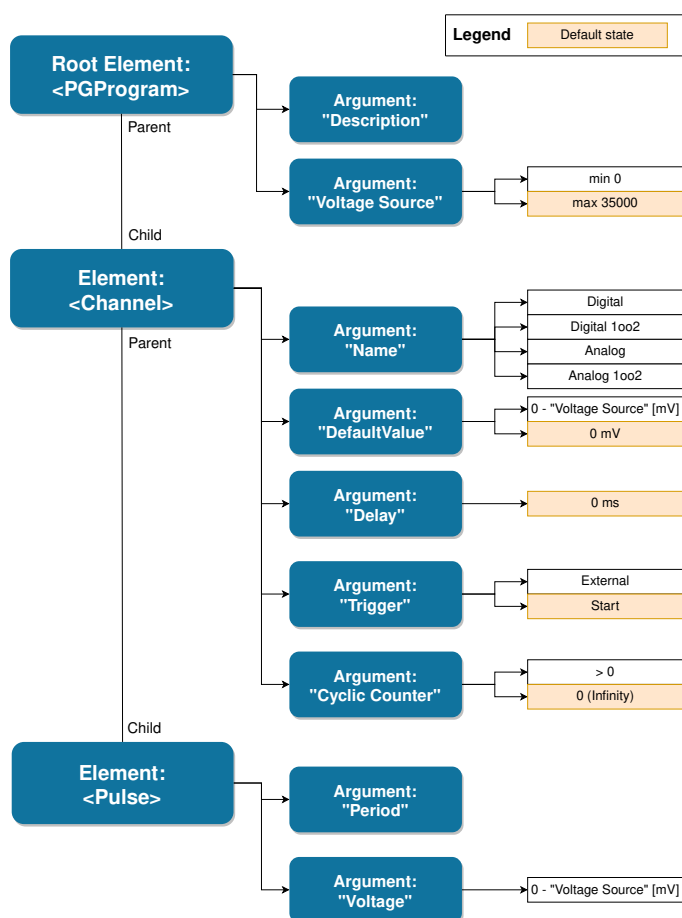 Legend
Default state
Root Element:
<PGProgram>
Argument:
"Description"
Parent
Argument:
"Voltage Source"
min 0
max 35000
Child
Element:
<Channel>
Parent
Argument:
"Name"
Digital
Digital 1oo2
Analog
Analog 1oo2
Argument:
"DefaultValue"
0 - "Voltage Source" [mV]
0 mV
Argument:
"Delay"
0 ms
Argument:
"Trigger"
External
Start
Argument:
"Cyclic Counter"
> 0
0 (Infinity)
Child
Element:
<Pulse>
Argument:
"Period"
Argument:
"Voltage"
0 - "Voltage Source" [mV]